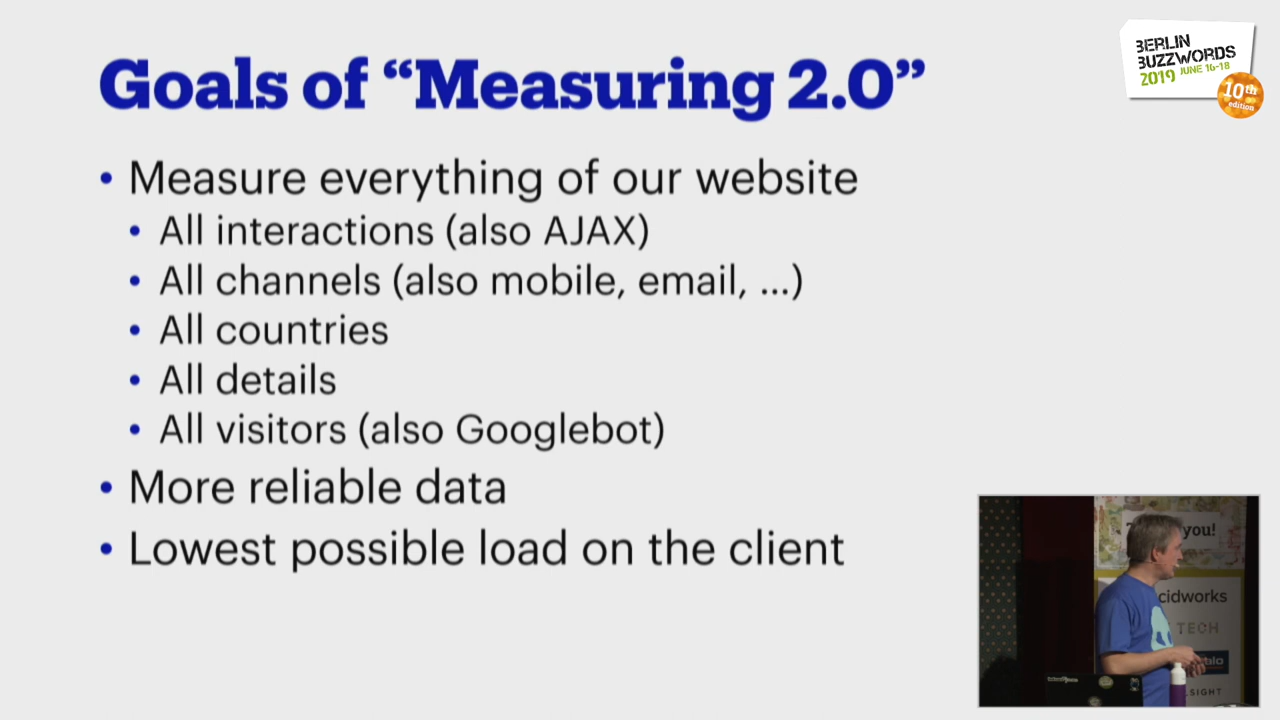 Goals of “Measuring 2.0”
• Measure everything of our website
• All interactions (also AJAX)
• All channels (also mobile, email, ...)
• All countries
• All details
• All visitors (also Googlebot)
• More reliable data
• Lowest possible load on the client
BERLIN
BUZZWORDS
2019 JUNE 16-18
10th
edition
you!
cidworks
TECH
SIGHT